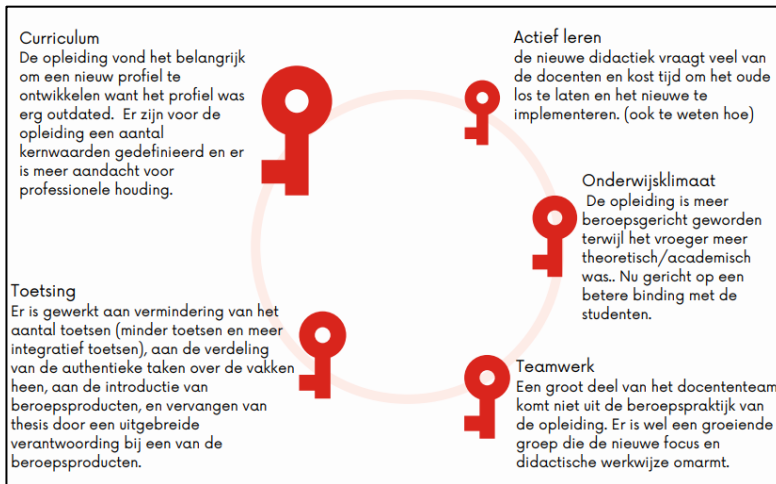 Curriculum
De opleiding vond het belangrijk
om een nieuw profiel te
ontwikkelen want het profiel was
erg outdated.  Er zijn voor de
opleiding een aantal
kernwaarden gedefinieerd en er
is meer aandacht voor
professionele houding.
Actief leren
de nieuwe didactiek vraagt veel van
de docenten en kost tijd om het oude
los te laten en het nieuwe te
implementeren. (ook te weten hoe)
Onderwijsklimaat
De opleiding is meer
beroepsgericht geworden
terwijl het vroeger meer
theoretisch/academisch
was.. Nu gericht op een
betere binding met de
studenten.
Toetsing
Er is gewerkt aan vermindering van het
aantal toetsen (minder toetsen en meer
integratief toetsen), aan de verdeling
van de authentieke taken over de vakken
heen, aan de introductie van
beroepsproducten, en vervangen van
thesis door een uitgebreide
verantwoording bij een van de
beroepsproducten.
Teamwerk
Een groot deel van het docententeam
komt niet uit de beroepspraktijk van
de opleiding. Er is wel een groeiende
groep die de nieuwe focus en
didactische werkwijze omarmt.